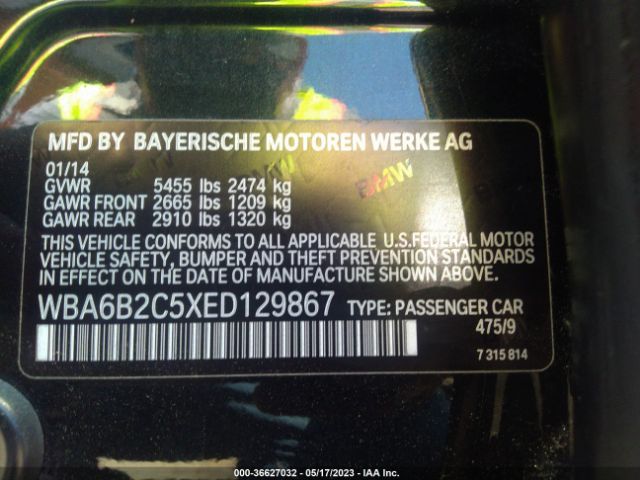 MFD BY BAYERISCHE MOTOREN WERKE AG
01/14
GVWR 5455 lbs 2474 kg
GAWR FRONT 2665 lbs 1209 kg
GAWR REAR 2910 lbs 1320 kg
BMW
THIS VEHICLE CONFORMS TO ALL APPLICABLE U.S.FEDERAL MOTOR
VEHICLE SAFETY, BUMPER AND THEFT PREVENTION STANDARDS
IN EFFECT ON THE DATE OF MANUFACTURE SHOWN ABOVE.
WBA6B2C5XED129867 TYPE: PASSENGER CAR
475/9
7 315 814
000-36627032 - 05/17/2023 - IAA Inc.